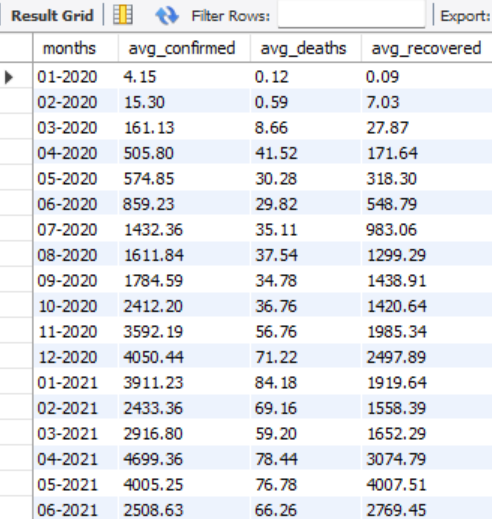 Result Grid Filter Rows: Export:
months avg_confirmed avg_deaths avg_recovered
01-2020 4.15 0.12 0.09
02-2020 15.30 0.59 7.03
03-2020 161.13 8.66 27.87
04-2020 505.80 41.52 171.64
05-2020 574.85 30.28 318.30
06-2020 859.23 29.82 548.79
07-2020 1432.36 35.11 983.06
08-2020 1611.84 37.54 1299.29
09-2020 1784.59 34.78 1438.91
10-2020 2412.20 36.76 1420.64
11-2020 3592.19 56.76 1985.34
12-2020 4050.44 71.22 2497.89
01-2021 3911.23 84.18 1919.64
02-2021 2433.36 69.16 1558.39
03-2021 2916.80 59.20 1652.29
04-2021 4699.36 78.44 3074.79
05-2021 4005.25 76.78 4007.51
06-2021 2508.63 66.26 2769.45